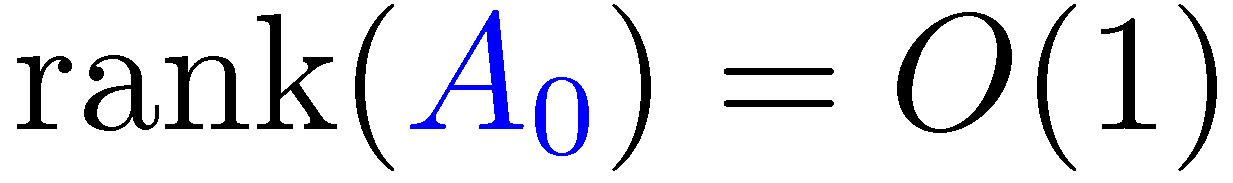 rank(A₀) = O(1)